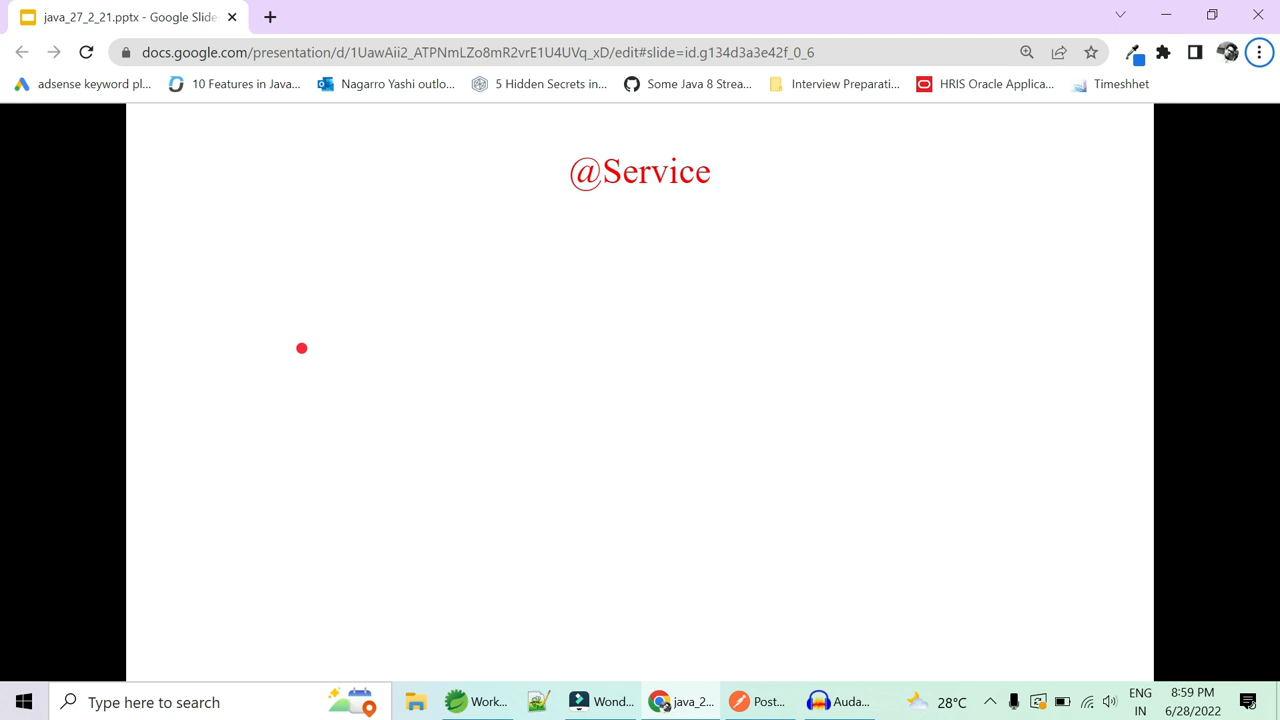 java_27_2_21.pptx - Google Slide
docs.google.com/presentation/d/1UawAii2_ATPNmLZo8mR2vrE1U4UVq_xD/edit#slide=id.g134d3a3e42f_0_6
adsense keyword pl... 10 Features in Java... Nagarro Yashi outlo... 5 Hidden Secrets in... Some Java 8 Strea... Interview Preparati... HRIS Oracle Applica... Timeshhet
@Service
Type here to search Work... Wond... java_2... Post... Auda... 28°C ENG 8:59 PM
IN 6/28/2022